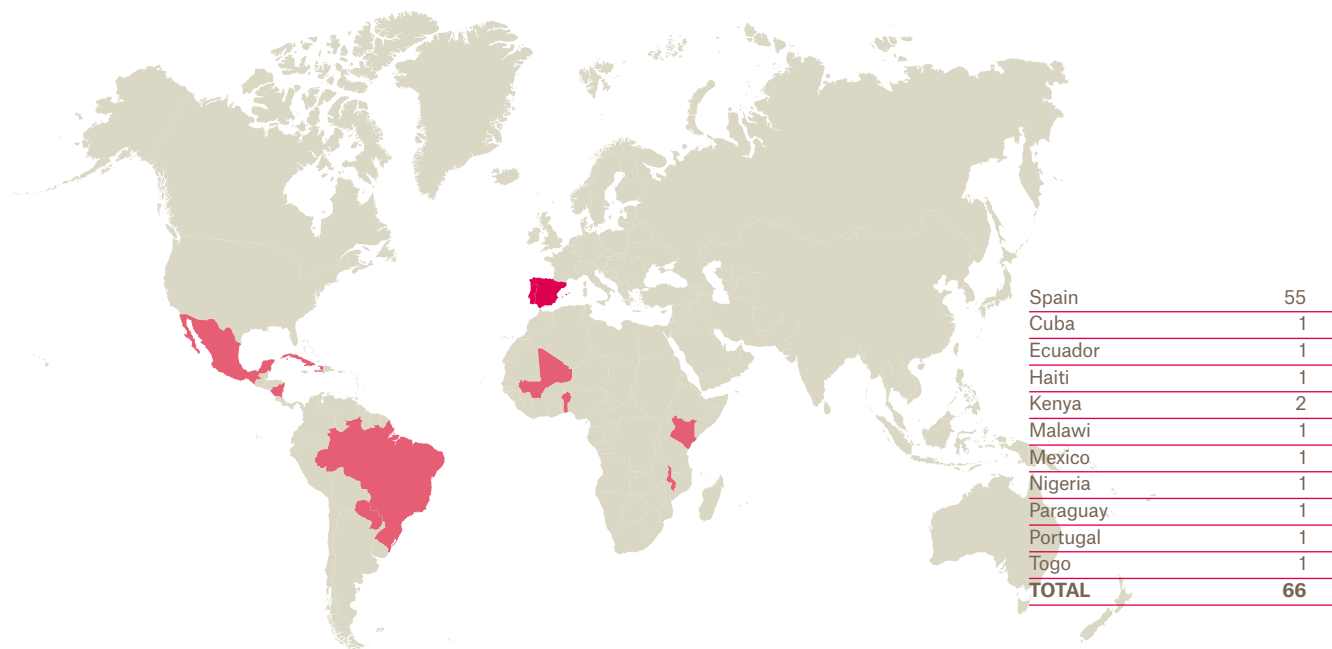 Spain 55
Cuba 1
Ecuador 1
Haiti 1
Kenya 2
Malawi 1
Mexico 1
Nigeria 1
Paraguay 1
Portugal 1
Togo 1
TOTAL 66